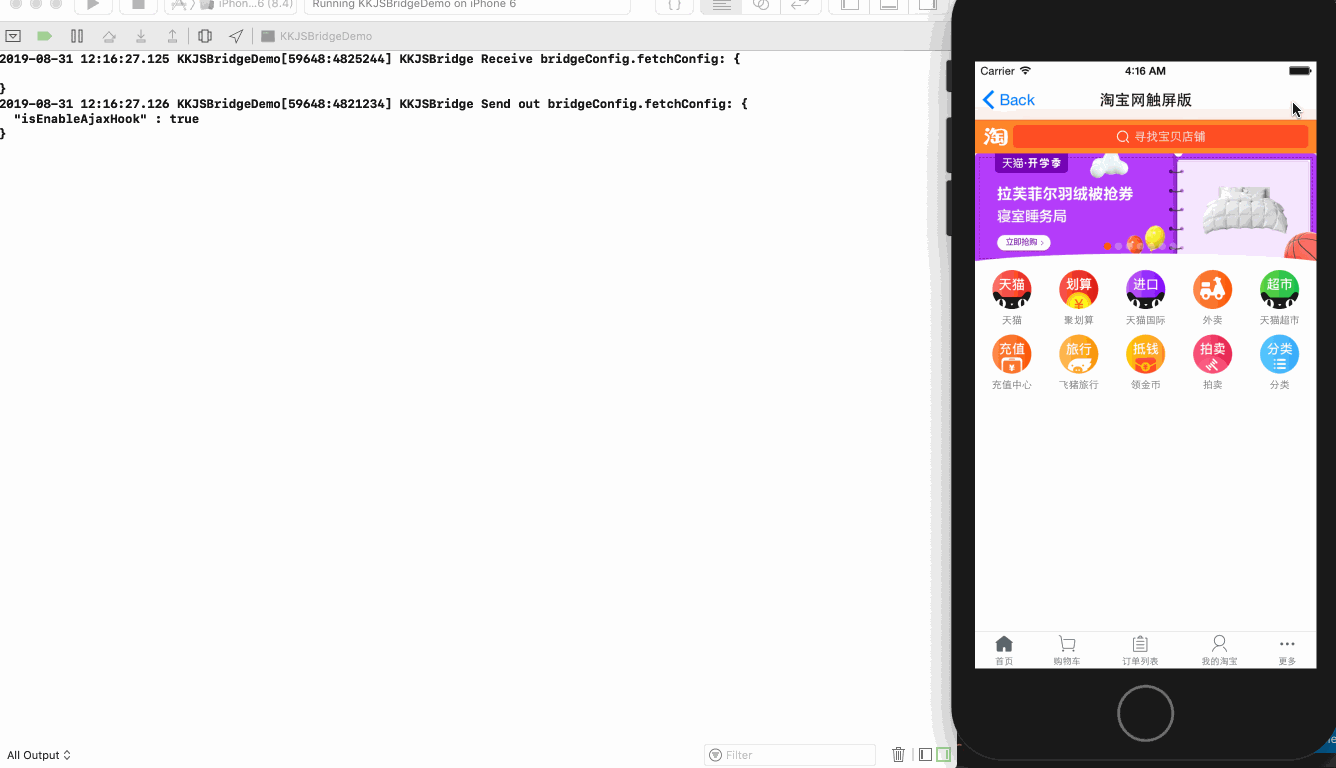 iPhon...6 (8.4)
Running KKJSBridgeDemo on iPhone 6
KKJSBridgeDemo
2019-08-31 12:16:27.125 KKJSBridgeDemo[59648:4825244] KKJSBridge Receive bridgeConfig.fetchConfig: {
}
2019-08-31 12:16:27.126 KKJSBridgeDemo[59648:4821234] KKJSBridge Send out bridgeConfig.fetchConfig: {
"isEnableAjaxHook" : true
}
All Output
Filter
Carrier 4:16 AM
Back 淘宝网触屏版
淘 寻找宝贝店铺
天猫·开学季
拉芙菲尔羽绒被抢券
寝室睡务局
立即抢购 >
天猫 划算 进口 超市
天猫 聚划算 天猫国际 外卖 天猫超市
充值 旅行 抵钱 拍卖 分类
充值中心 飞猪旅行 领金币 拍卖 分类
首页 购物车 订单列表 我的淘宝 更多